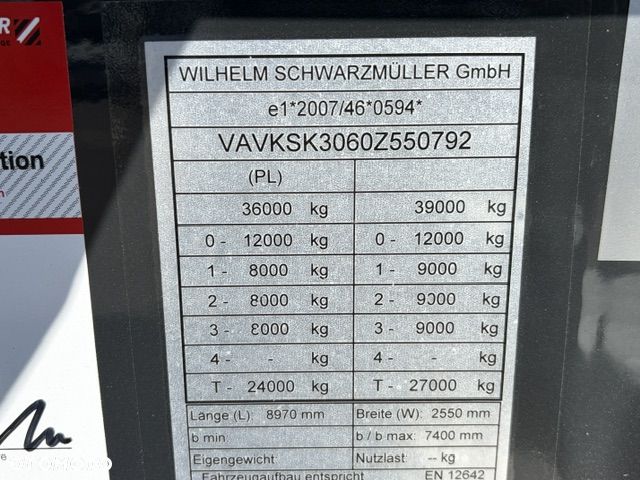 WILHELM SCHWARZMÜLLER GmbH
e1*2007/46*0594*
VAVKSK3060Z550792
(PL)
36000 kg 39000 kg
0 - 12000 kg 0 - 12000 kg
1 - 8000 kg 1 - 9000 kg
2 - 8000 kg 2 - 9000 kg
3 - 8000 kg 3 - 9000 kg
4 - - kg 4 - - kg
T - 24000 kg T - 27000 kg
Länge (L): 8970 mm Breite (W): 2550 mm
b min b / b max: 7400 mm
Eigengewicht Nutzlast: -- kg
Fahrzeugaufbau entspricht EN 12642